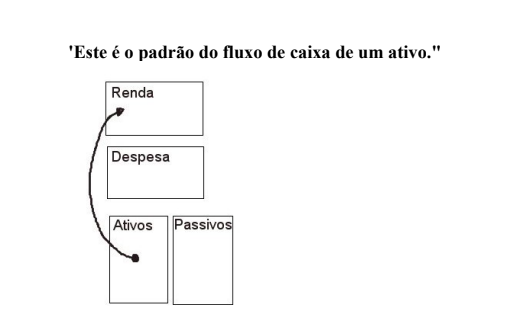 'Este é o padrão do fluxo de caixa de um ativo."
Renda
Despesa
Ativos Passivos